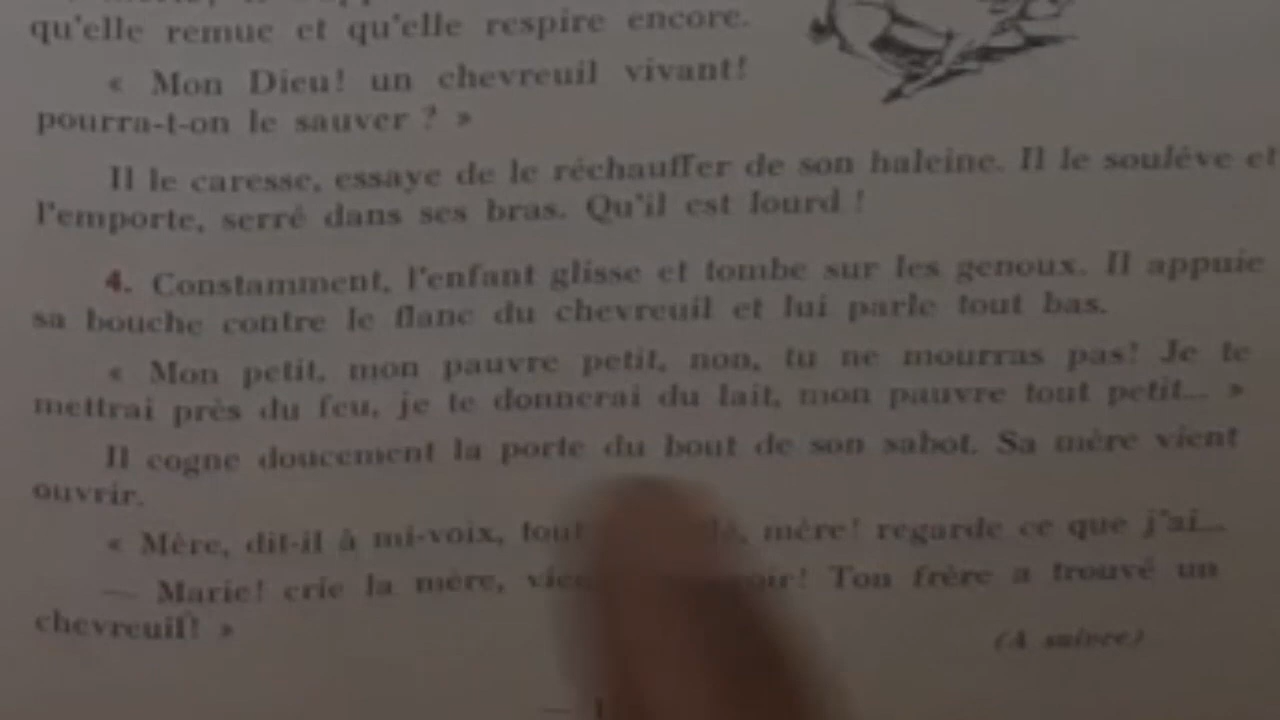 qu'elle remue et qu'elle respire encore.
« Mon Dieu! un chevreuil vivant!
pourra-t-on le sauver ? »
Il le caresse, essaye de le réchauffer de son haleine. Il le soulève et
l'emporte, serré dans ses bras. Qu'il est lourd !
4. Constamment, l'enfant glisse et tombe sur les genoux. Il appuie
sa bouche contre le flanc du chevreuil et lui parle tout bas.
« Mon petit, mon pauvre petit, non, tu ne mourras pas! Je te
mettrai près du feu, je te donnerai du lait, mon pauvre tout petit... »
Il cogne doucement la porte du bout de son sabot. Sa mère vient
ouvrir.
« Mère, dit-il à mi-voix, tout mère! regarde ce que j'ai...
— Marie! crie la mère, Ton frère a trouvé un
chevreuil! »
(A suivre)